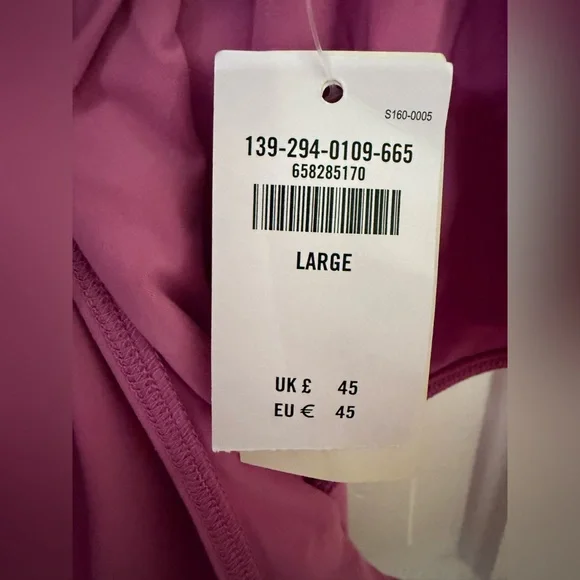 S160-0005
139-294-0109-665
658285170
LARGE
UK £ 45
EU € 45